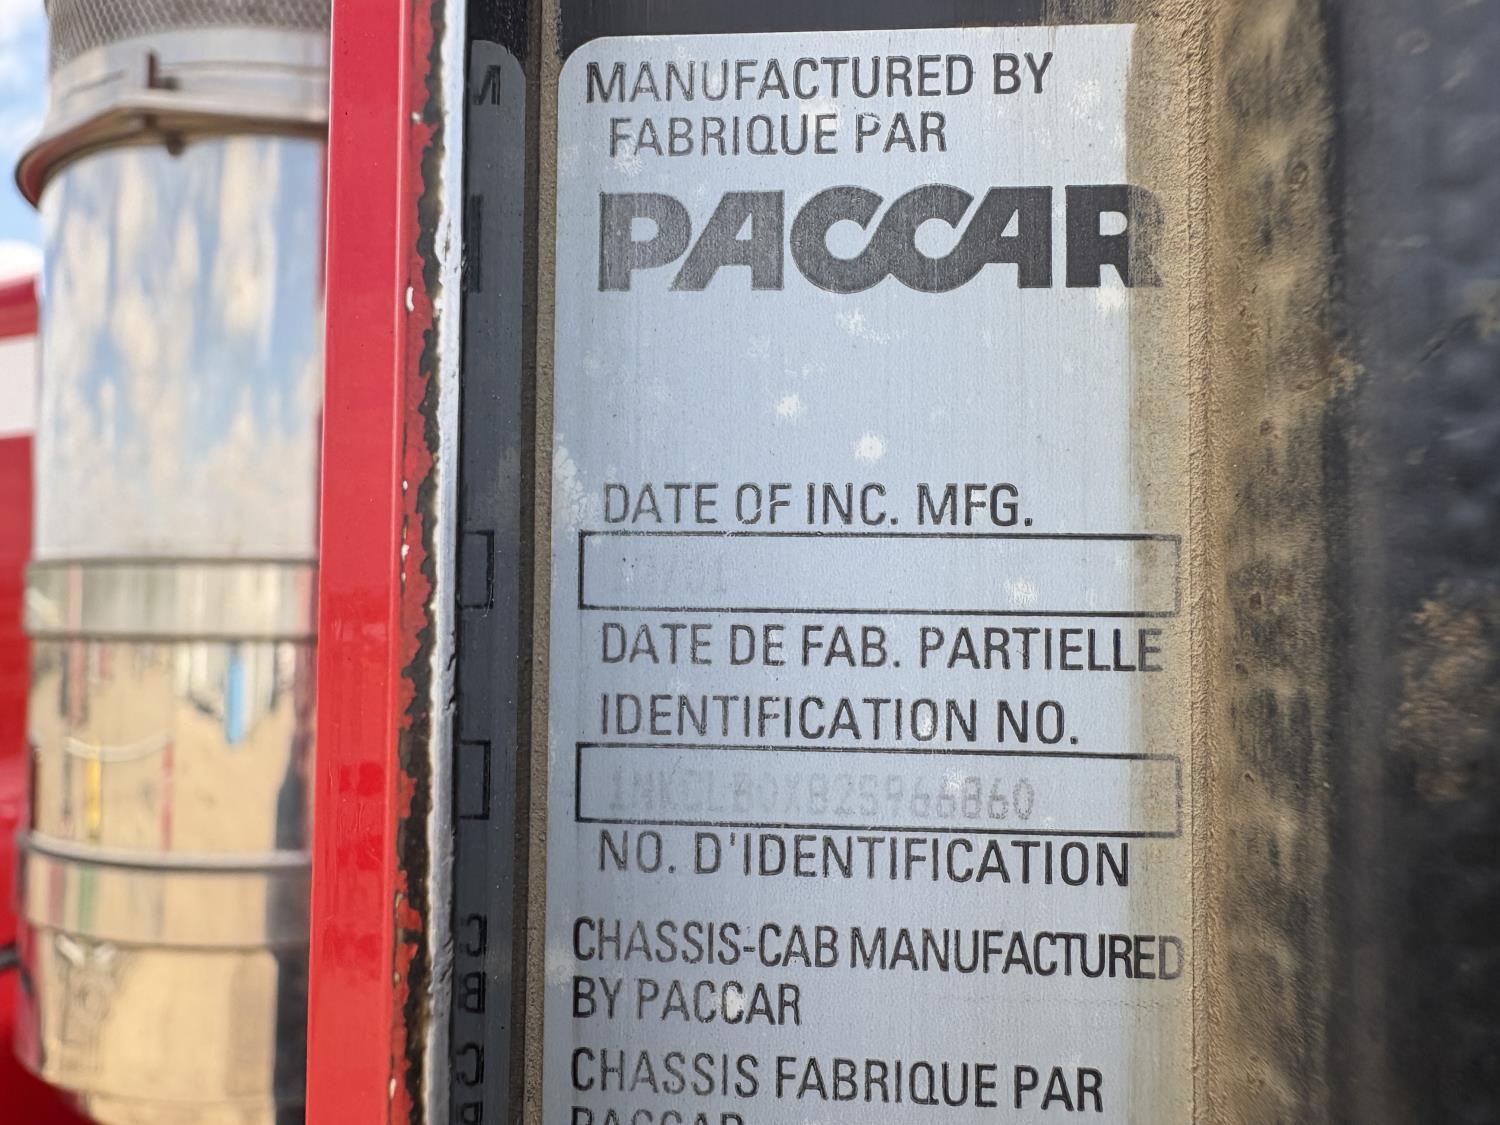 MANUFACTURED BY
FABRIQUE PAR
PACCAR
DATE OF INC. MFG.
DATE DE FAB. PARTIELLE
IDENTIFICATION NO.
NO. D'IDENTIFICATION
CHASSIS-CAB MANUFACTURED
BY PACCAR
CHASSIS FABRIQUE PAR
PACCAR